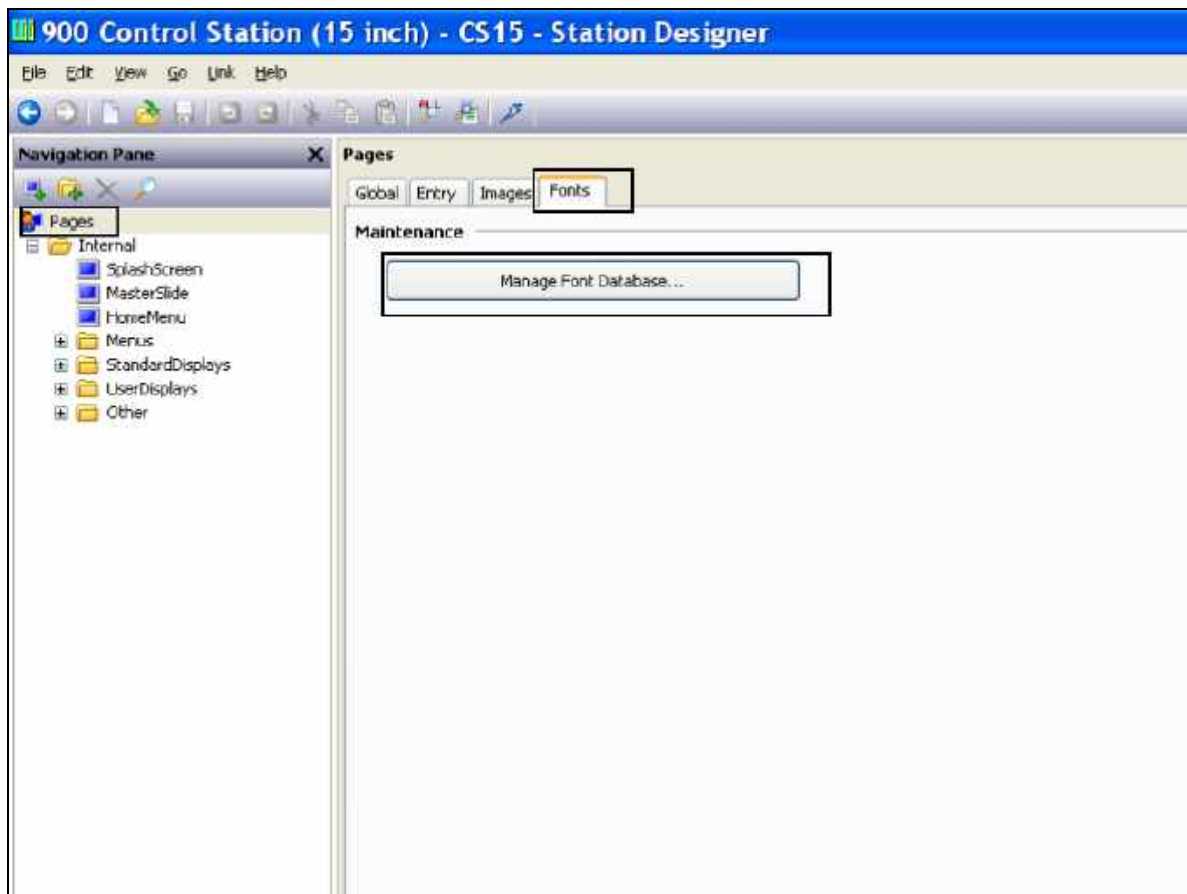 900 Control Station (15 inch) - CS15 - Station Designer
File Edit View Go Link Help
Navigation Pane
Pages
Global Entry Images Fonts
Pages
Maintenance
Internal
SplashScreen
Manage Font Database...
MasterSlide
HomeMenu
Menus
StandardDisplays
UserDisplays
Other